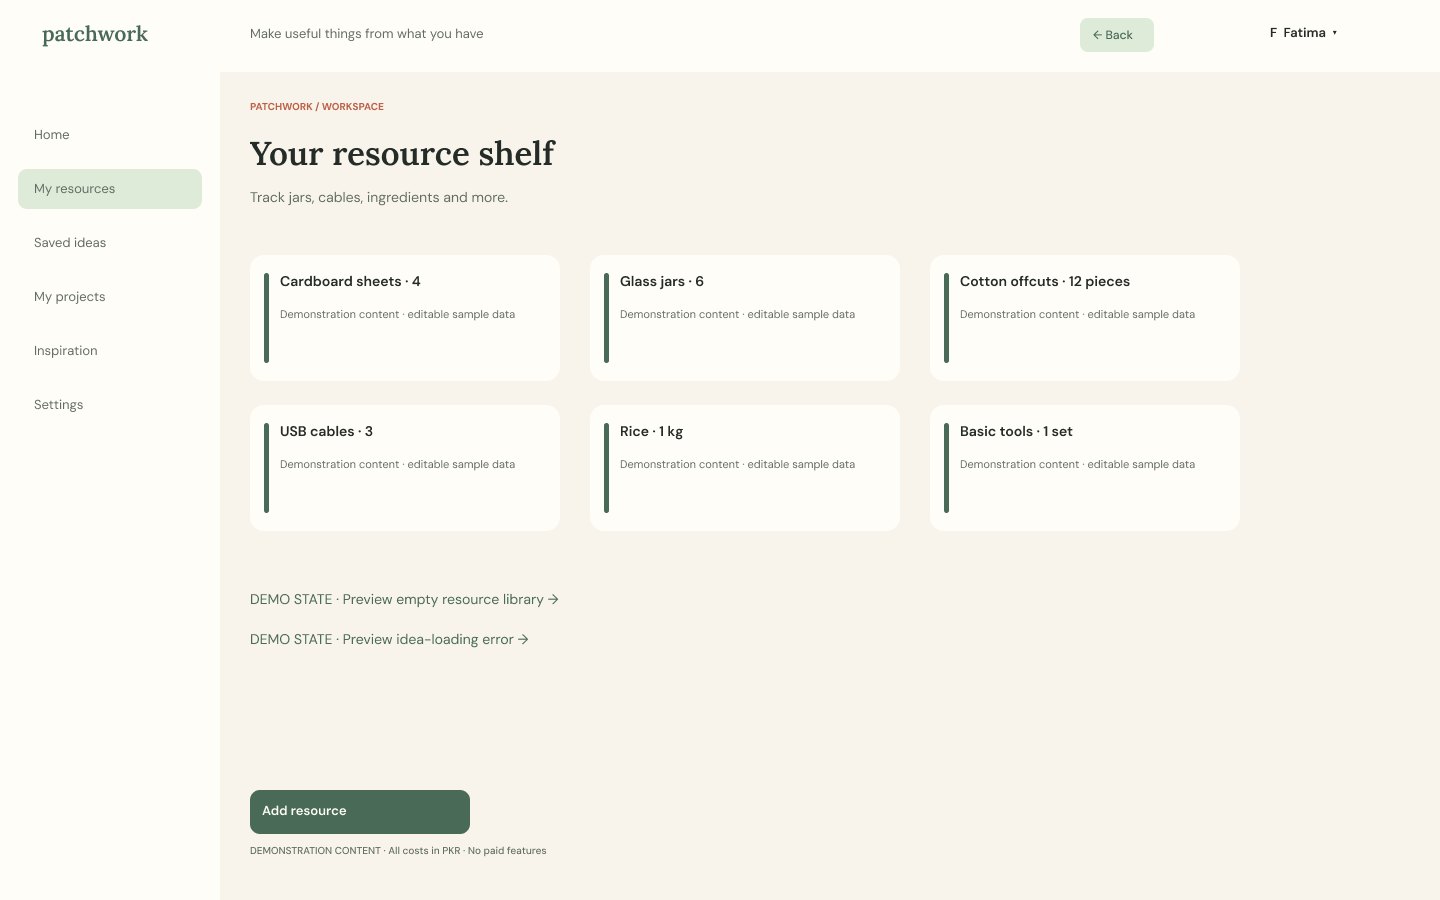 patchwork
Make useful things from what you have
← Back
F Fatima ▾
Home
My resources
Saved ideas
My projects
Inspiration
Settings
PATCHWORK / WORKSPACE
Your resource shelf
Track jars, cables, ingredients and more.
Cardboard sheets · 4
Demonstration content · editable sample data
Glass jars · 6
Demonstration content · editable sample data
Cotton offcuts · 12 pieces
Demonstration content · editable sample data
USB cables · 3
Demonstration content · editable sample data
Rice · 1 kg
Demonstration content · editable sample data
Basic tools · 1 set
Demonstration content · editable sample data
DEMO STATE · Preview empty resource library →
DEMO STATE · Preview idea-loading error →
Add resource
DEMONSTRATION CONTENT · All costs in PKR · No paid features